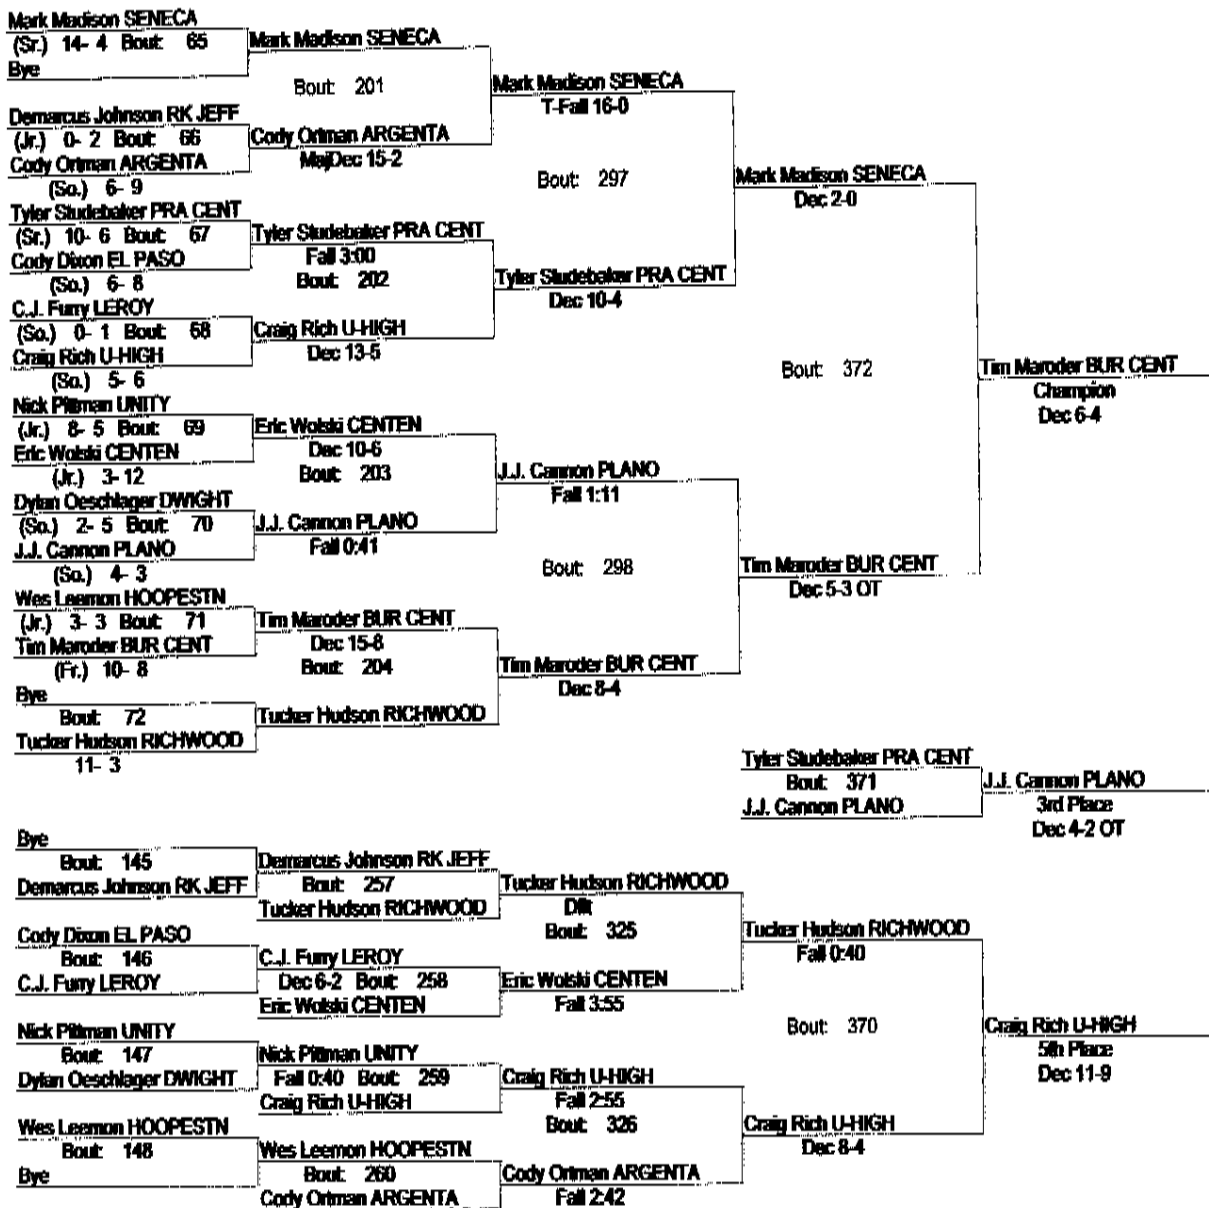 Mark Madison SENECA
(Sr.) 14- 4 Bout: 65
Bye
Mark Madison SENECA
Bout: 201
Demarcus Johnson RK JEFF
(Jr.) 0- 2 Bout: 66
Cody Ortman ARGENTA
(So.) 6- 9
Cody Ortman ARGENTA
MajDec 15-2
Mark Madison SENECA
T-Fall 16-0
Bout: 297
Tyler Studebaker PRA CENT
(Sr.) 10- 6 Bout: 67
Cody Dixon EL PASO
(So.) 6- 8
Tyler Studebaker PRA CENT
Fall 3:00
Bout: 202
C.J. Furry LEROY
(So.) 0- 1 Bout: 68
Craig Rich U-HIGH
(So.) 5- 6
Craig Rich U-HIGH
Dec 13-5
Tyler Studebaker PRA CENT
Dec 10-4
Mark Madison SENECA
Dec 2-0
Bout: 372
Tim Maroder BUR CENT
Champion
Dec 6-4
Nick Pittman UNITY
(Jr.) 8- 5 Bout: 69
Eric Wolski CENTEN
(Jr.) 3- 12
Eric Wolski CENTEN
Dec 10-6
Bout: 203
Dylan Oeschlager DWIGHT
(So.) 2- 5 Bout: 70
J.J. Cannon PLANO
(So.) 4- 3
J.J. Cannon PLANO
Fall 0:41
J.J. Cannon PLANO
Fall 1:11
Bout: 298
Wes Leemon HOOPESTN
(Jr.) 3- 3 Bout: 71
Tim Maroder BUR CENT
(Fr.) 10- 8
Tim Maroder BUR CENT
Dec 15-8
Bout: 204
Bye
Bout: 72
Tucker Hudson RICHWOOD
11- 3
Tucker Hudson RICHWOOD
Tim Maroder BUR CENT
Dec 8-4
Tim Maroder BUR CENT
Dec 5-3 OT
Tyler Studebaker PRA CENT
Bout: 371
J.J. Cannon PLANO
J.J. Cannon PLANO
3rd Place
Dec 4-2 OT
Bye
Bout: 145
Demarcus Johnson RK JEFF
Demarcus Johnson RK JEFF
Bout: 257
Tucker Hudson RICHWOOD
Tucker Hudson RICHWOOD
Dflt
Bout: 325
Cody Dixon EL PASO
Bout: 146
C.J. Furry LEROY
C.J. Furry LEROY
Dec 6-2 Bout: 258
Eric Wolski CENTEN
Eric Wolski CENTEN
Fall 3:55
Tucker Hudson RICHWOOD
Fall 0:40
Bout: 370
Nick Pittman UNITY
Bout: 147
Dylan Oeschlager DWIGHT
Nick Pittman UNITY
Fall 0:40 Bout: 259
Craig Rich U-HIGH
Craig Rich U-HIGH
Fall 2:55
Bout: 326
Wes Leemon HOOPESTN
Bout: 148
Bye
Wes Leemon HOOPESTN
Bout: 260
Cody Ortman ARGENTA
Cody Ortman ARGENTA
Fall 2:42
Craig Rich U-HIGH
Dec 8-4
Craig Rich U-HIGH
5th Place
Dec 11-9